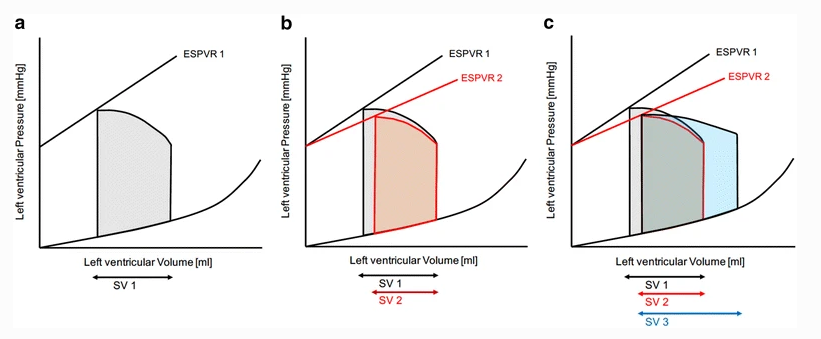 a
ESPVR 1
Left ventricular Pressure [mmHg]
Left ventricular Volume [ml]
SV 1
b
ESPVR 1
ESPVR 2
Left ventricular Pressure [mmHg]
Left ventricular Volume [ml]
SV 1
SV 2
c
ESPVR 1
ESPVR 2
Left ventricular Pressure [mmHg]
Left ventricular Volume [ml]
SV 1
SV 2
SV 3